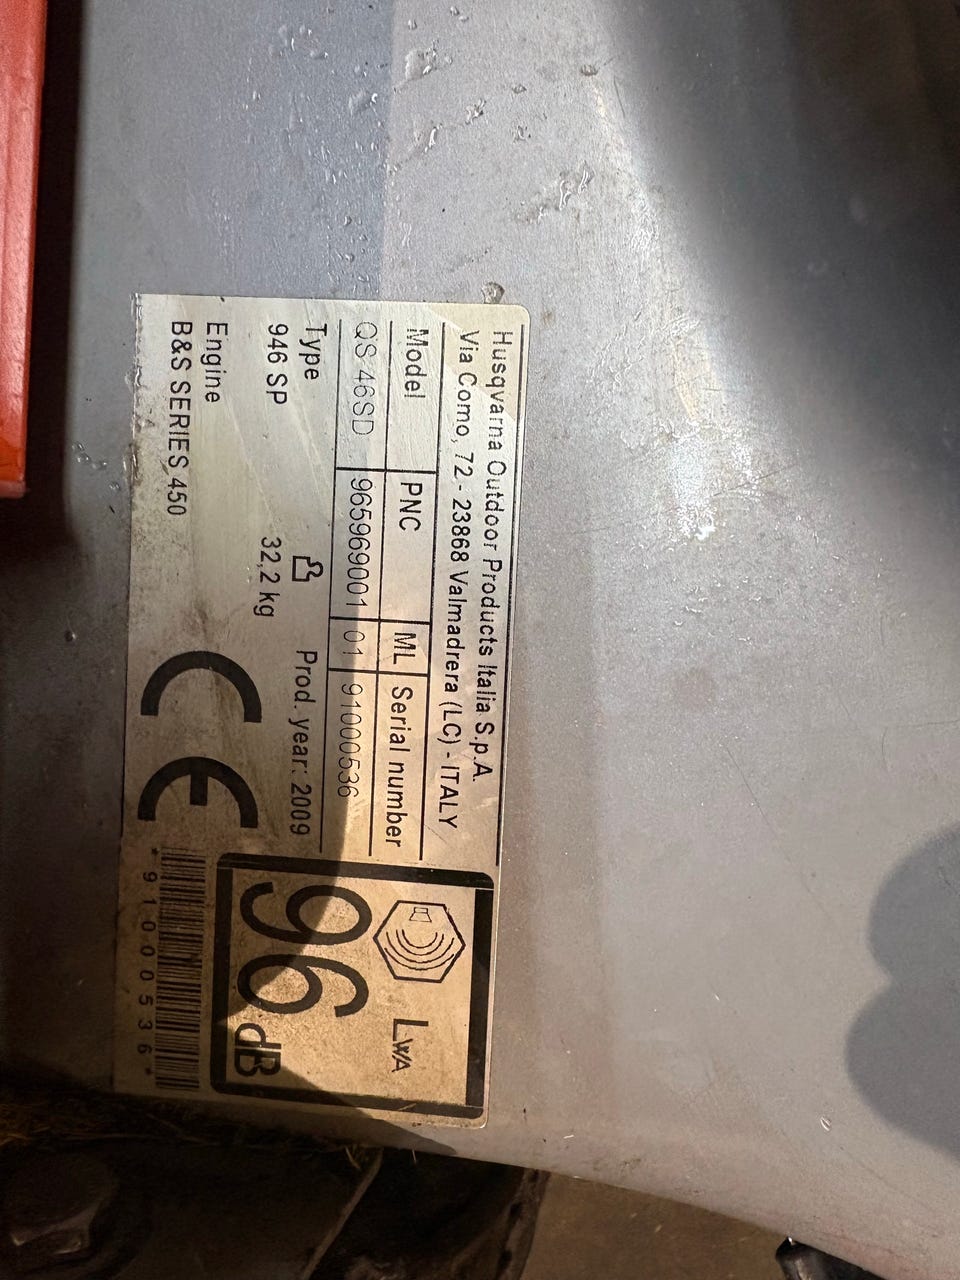 Husqvarna Outdoor Products Italia S.p.A.
Via Como, 72 - 23868 Valmadrera (LC) - ITALY
Model PNC ML Serial number
QS 46SD 965969001 01 91000536
Type Prod. year: 2009
946 SP 32,2 kg
Engine
B&S SERIES 450
CE
LWA
96 dB
*91000536*